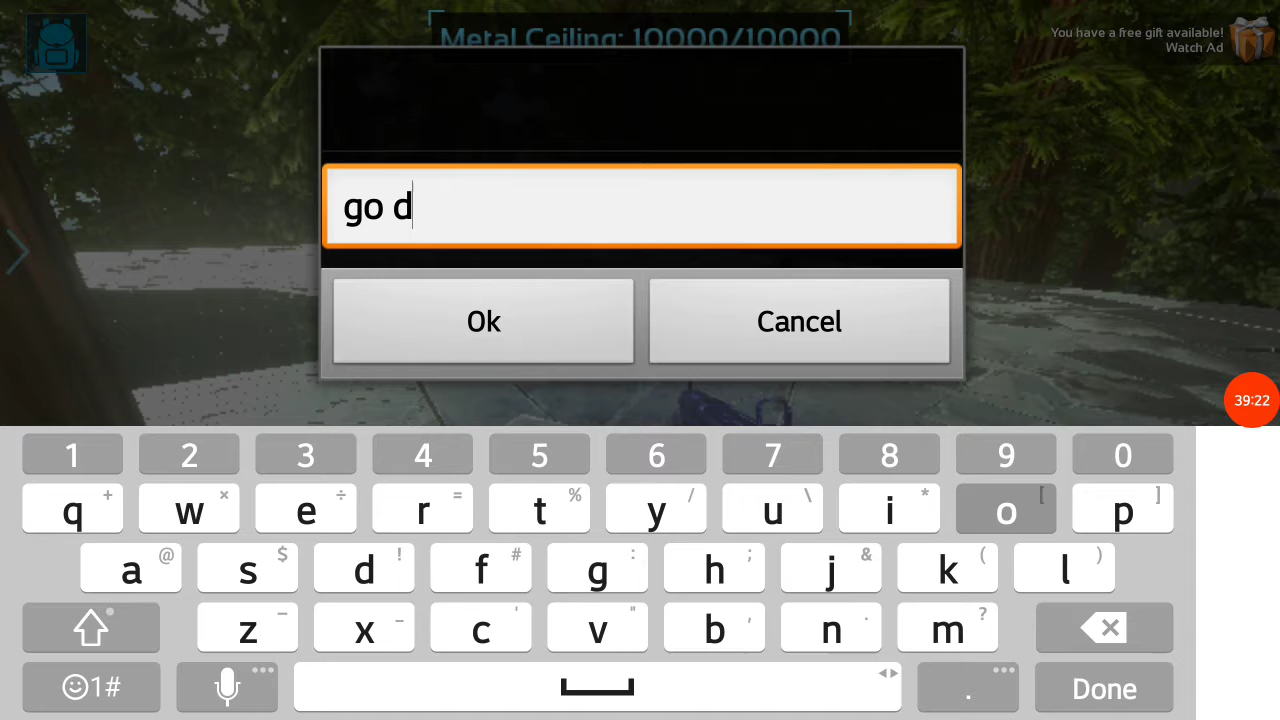 Metal Ceiling: 10000/10000
You have a free gift available!
Watch Ad
go d
Ok Cancel
39:22
1 2 3 4 5 6 7 8 9 0
q + w × e ÷ r = t % y / u \ i * o [ p ]
a @ s $ d ! f # g : h ; j & k ( l )
z - x - c ' v " b , n . m ?
1# . Done